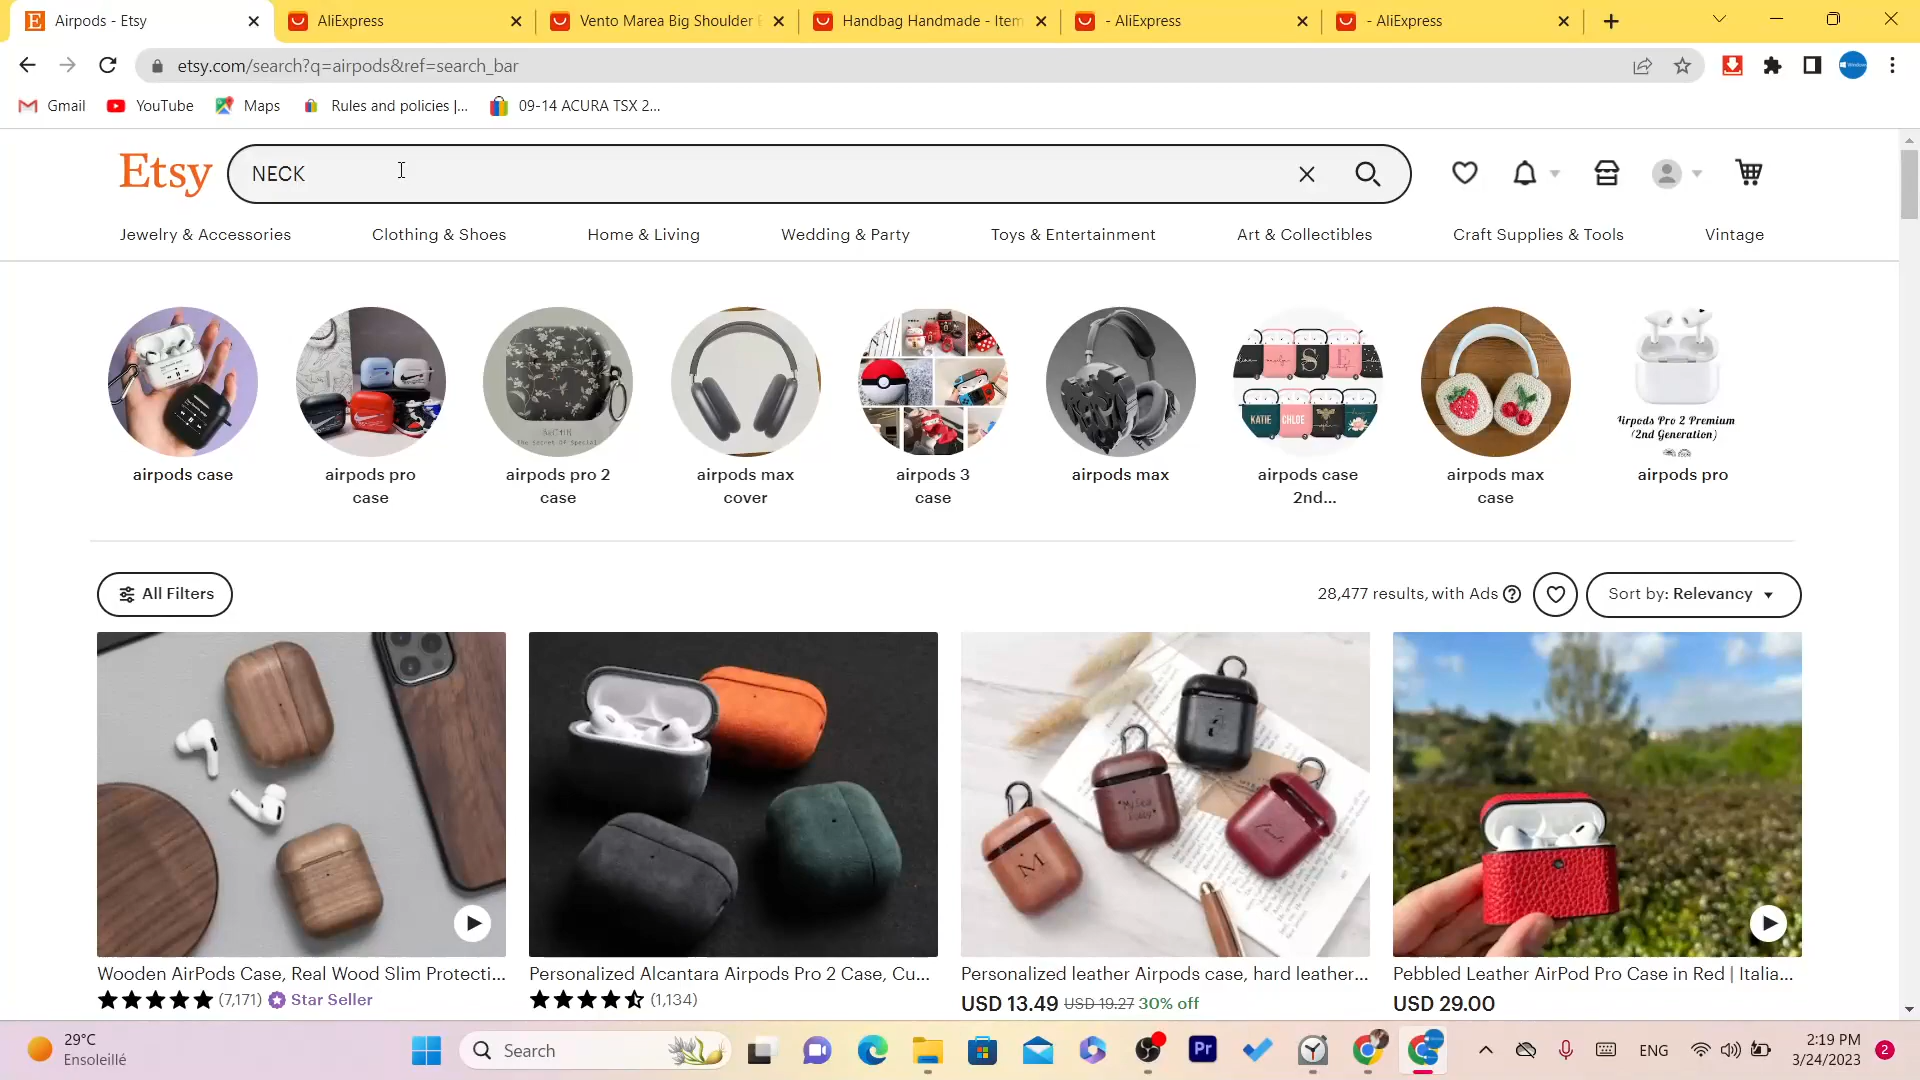 Airpods - Etsy
AliExpress
Vento Marea Big Shoulder
Handbag Handmade - Item
- AliExpress
- AliExpress
etsy.com/search?q=airpods&ref=search_bar
Gmail
YouTube
Maps
Rules and policies |...
09-14 ACURA TSX 2...
Etsy
NECK
Jewelry & Accessories
Clothing & Shoes
Home & Living
Wedding & Party
Toys & Entertainment
Art & Collectibles
Craft Supplies & Tools
Vintage
KATIE
CHLOE
Airpods Pro 2 Premium
(2nd Generation)
airpods case
airpods pro
case
airpods pro 2
case
airpods max
cover
airpods 3
case
airpods max
airpods case
2nd...
airpods max
case
airpods pro
All Filters
28,477 results, with Ads
Sort by: Relevancy
M
Wooden AirPods Case, Real Wood Slim Protecti...
(7,171) Star Seller
Personalized Alcantara Airpods Pro 2 Case, Cu...
(1,134)
Personalized leather Airpods case, hard leather...
USD 13.49 USD 19.27 30% off
Pebbled Leather AirPod Pro Case in Red | Italia...
USD 29.00
29°C
Ensoleillé
Search
Pr
ENG
2:19 PM
3/24/2023
2